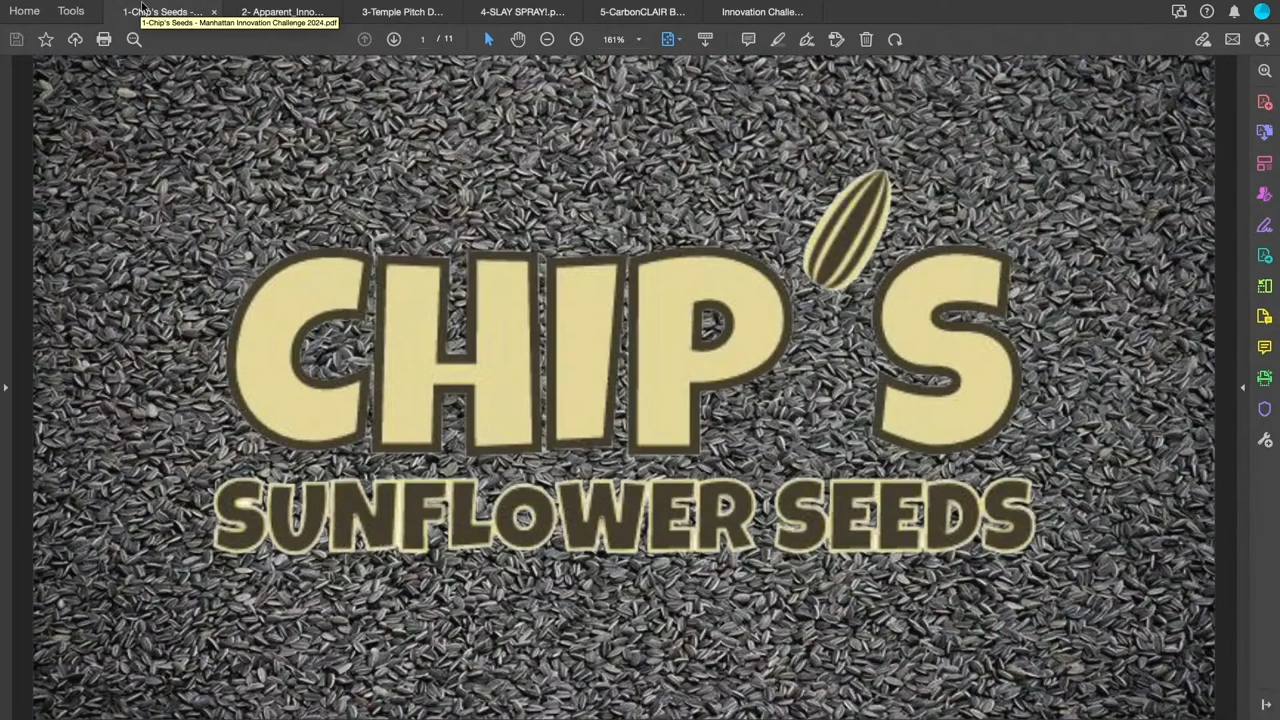 Home
Tools
1-Chip's Seeds -...
2- Apparent_Inno...
3-Temple Pitch D...
4-SLAY SPRAY!.p...
5-CarbonCLAIR B...
Innovation Challe...
1-Chip's Seeds - Manhattan Innovation Challenge 2024.pdf
1 / 11
161%
CHIP'S
SUNFLOWER SEEDS